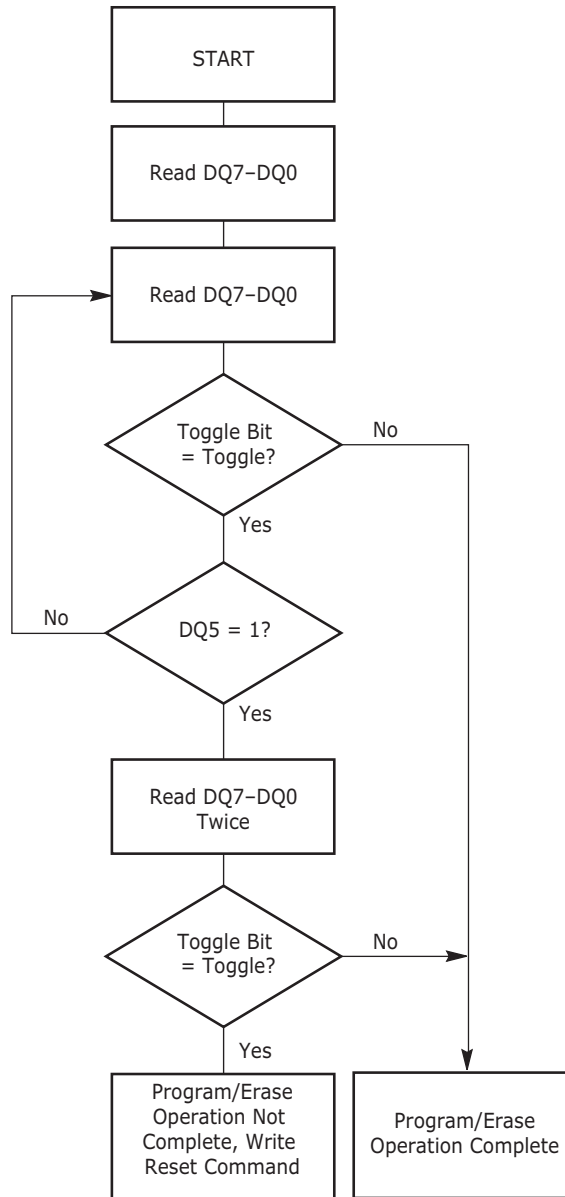 START
Read DQ7–DQ0
Read DQ7–DQ0
Toggle Bit
= Toggle?
No
Yes
No
DQ5 = 1?
Yes
Read DQ7–DQ0
Twice
Toggle Bit
= Toggle?
No
Yes
Program/Erase
Operation Not
Complete, Write
Reset Command
Program/Erase
Operation Complete